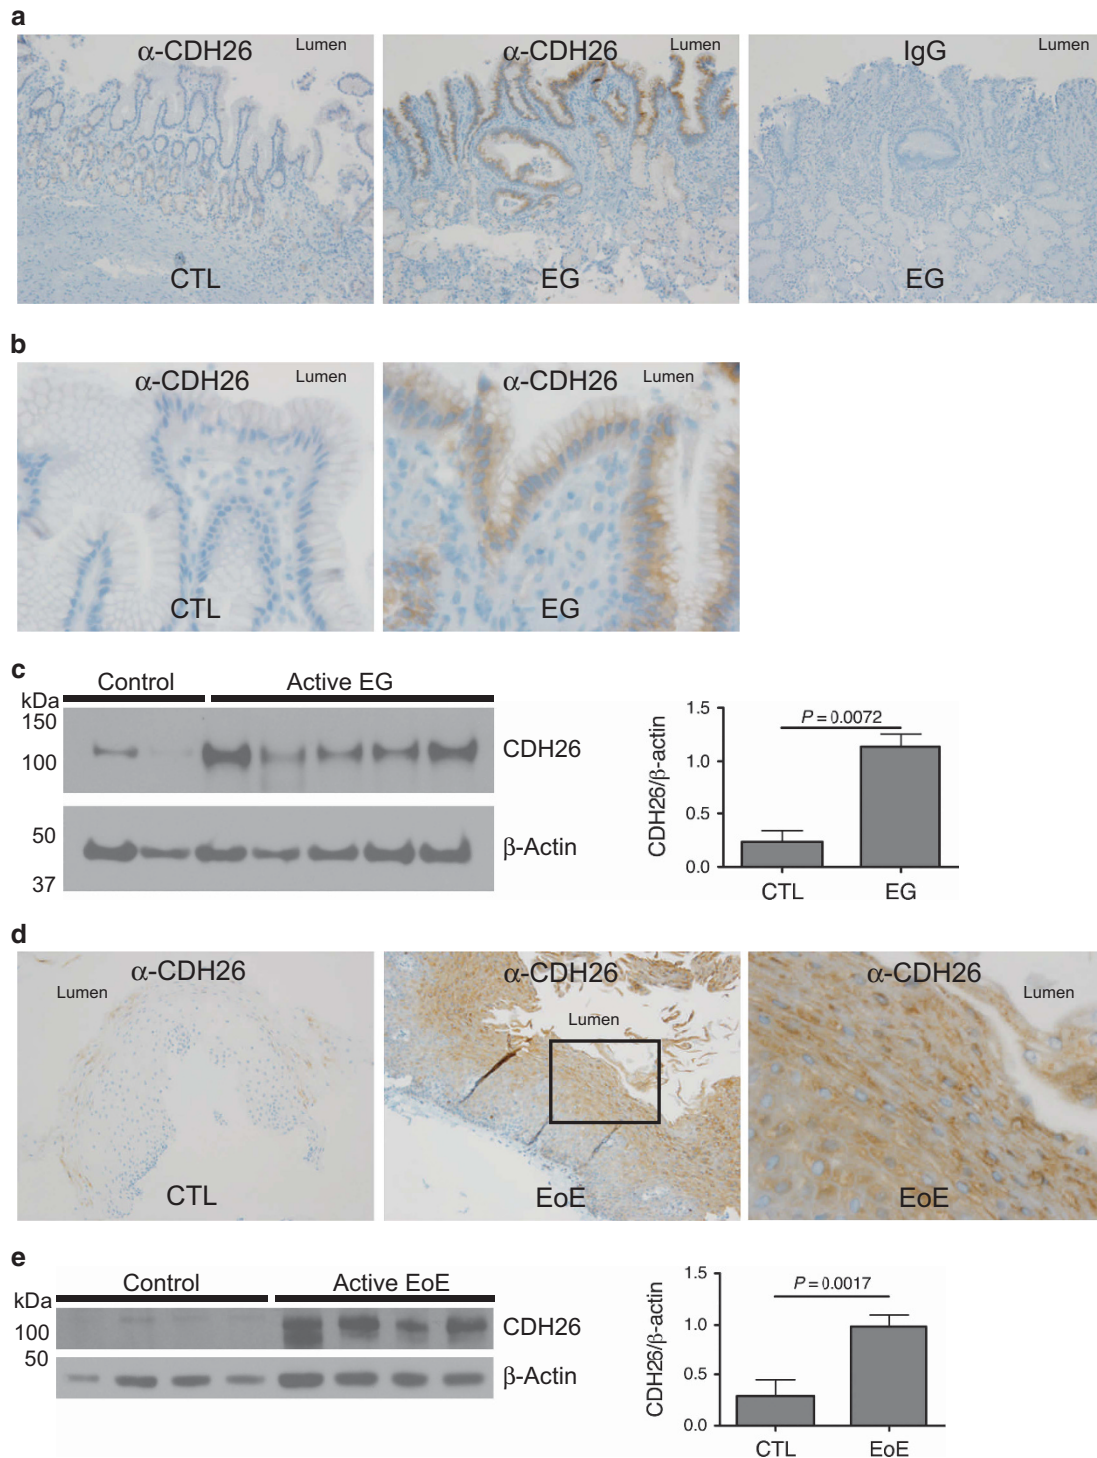 a
α-CDH26 Lumen
CTL
α-CDH26 Lumen
EG
IgG Lumen
EG
b
α-CDH26 Lumen
CTL
α-CDH26 Lumen
EG
c
Control Active EG
kDa
150
100
CDH26
50
37
β-Actin
CDH26/β-actin
1.5
1.0
0.5
0.0
P = 0.0072
CTL EG
d
α-CDH26
Lumen
CTL
α-CDH26
Lumen
EoE
α-CDH26
Lumen
EoE
e
Control Active EoE
kDa
100
CDH26
50
β-Actin
CDH26/β-actin
1.5
1.0
0.5
0.0
P = 0.0017
CTL EoE